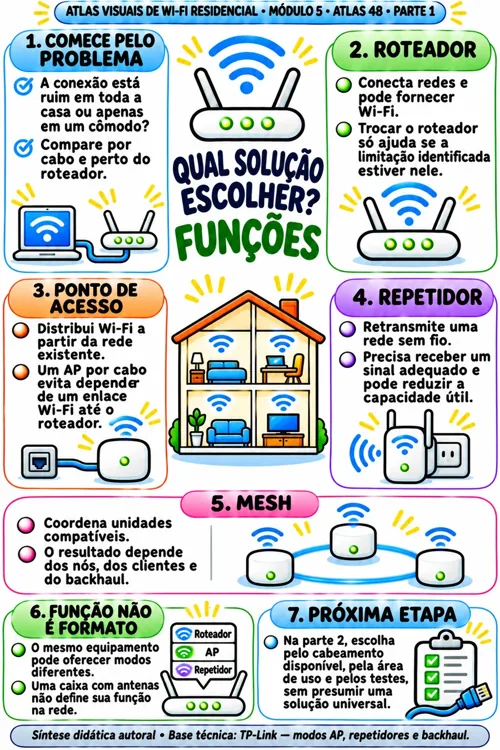 ATLAS VISUAIS DE WI-FI RESIDENCIAL • MÓDULO 5 • ATLAS 48 • PARTE 1
1. COMECE PELO
PROBLEMA
A conexão está
ruim em toda a
casa ou apenas
em um cômodo?
Compare por
cabo e perto do
roteador.
QUAL SOLUÇÃO
ESCOLHER?
FUNÇÕES
2. ROTEADOR
Conecta redes e
pode fornecer
Wi-Fi.
Trocar o roteador
só ajuda se a
limitação identificada
estiver nele.
3. PONTO DE
ACESSO
Distribui Wi-Fi a
partir da rede
existente.
Um AP por cabo
evita depender
de um enlace
Wi-Fi até o
roteador.
4. REPETIDOR
Retransmite uma
rede sem fio.
Precisa receber um
sinal adequado e
pode reduzir a
capacidade útil.
5. MESH
Coordena unidades
compatíveis.
O resultado depende
dos nós, dos clientes e
do backhaul.
6. FUNÇÃO NÃO
É FORMATO
O mesmo equipamento
pode oferecer modos
diferentes.
Uma caixa com antenas
não define sua função
na rede.
Roteador
AP
Repetidor
7. PRÓXIMA ETAPA
Na parte 2, escolha
pelo cabeamento
disponível, pela área
de uso e pelos testes,
sem presumir uma
solução universal.
Síntese didática autoral • Base técnica: TP-Link — modos AP, repetidores e backhaul.